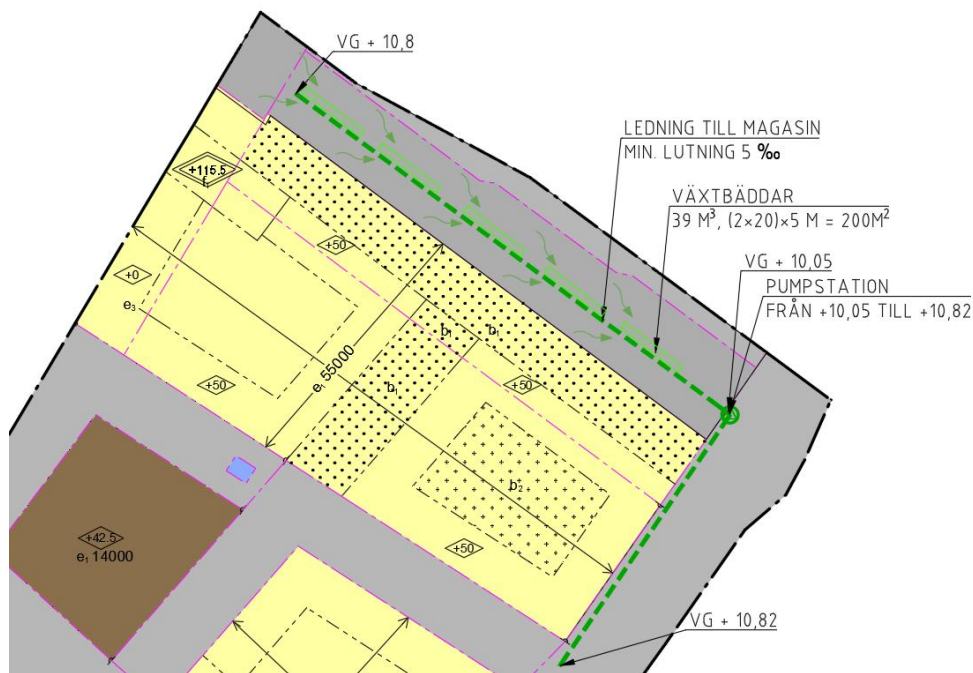 VG + 10,8
LEDNING TILL MAGASIN
MIN. LUTNING 5 ‰
VÄXTBÄDDAR
39 M³, (2×20)×5 M = 200M²
VG + 10,05
PUMPSTATION
FRÅN +10,05 TILL +10,82
+115.5
f₁
+50
+0
e₃
b₁
b₁
e₁ 55000
b₁
+50
+50
b₂
+50
+42.5
e₁ 14000
VG + 10,82